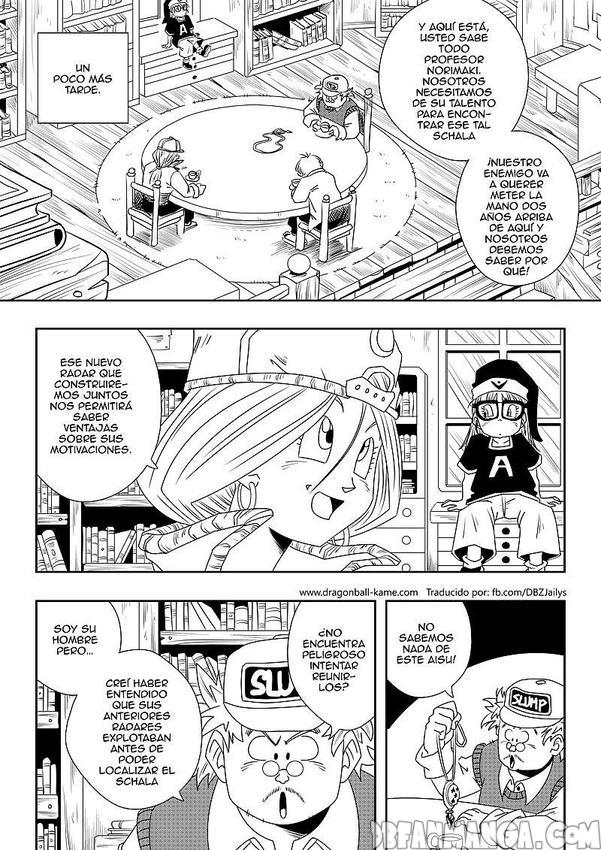 UN
POCO MÁS
TARDE.
Y AQUÍ ESTÁ,
USTED SABE
TODO
PROFESOR
NORIMAKI.
NOSOTROS
NECESITAMOS
DE SU TALENTO
PARA ENCON-
TRAR ESE TAL
SCHALA
¡NUESTRO
ENEMIGO VA
A QUERER
METER LA
MANO DOS
AÑOS ARRIBA
DE AQUÍ Y
NOSOTROS
DEBEMOS
SABER POR
QUÉ!
ESE NUEVO
RADAR QUE
CONSTRUIRE-
MOS JUNTOS
NOS PERMITIRÁ
SABER
VENTAJAS
SOBRE SUS
MOTIVACIONES.
A
www.dragonball-kame.com Traducido por: fb.com/DBZJailys
SOY SU
HOMBRE
PERO...
CREÍ HABER
ENTENDIDO
QUE SUS
ANTERIORES
RADARES
EXPLOTABAN
ANTES DE
PODER
LOCALIZAR EL
SCHALA
¿NO
ENCUENTRA
PELIGROSO
INTENTAR
REUNIR-
LOS?
SLUMP
NO
SABEMOS
NADA DE
ESTE AISU!
SLUMP
DBFANMANGA.COM